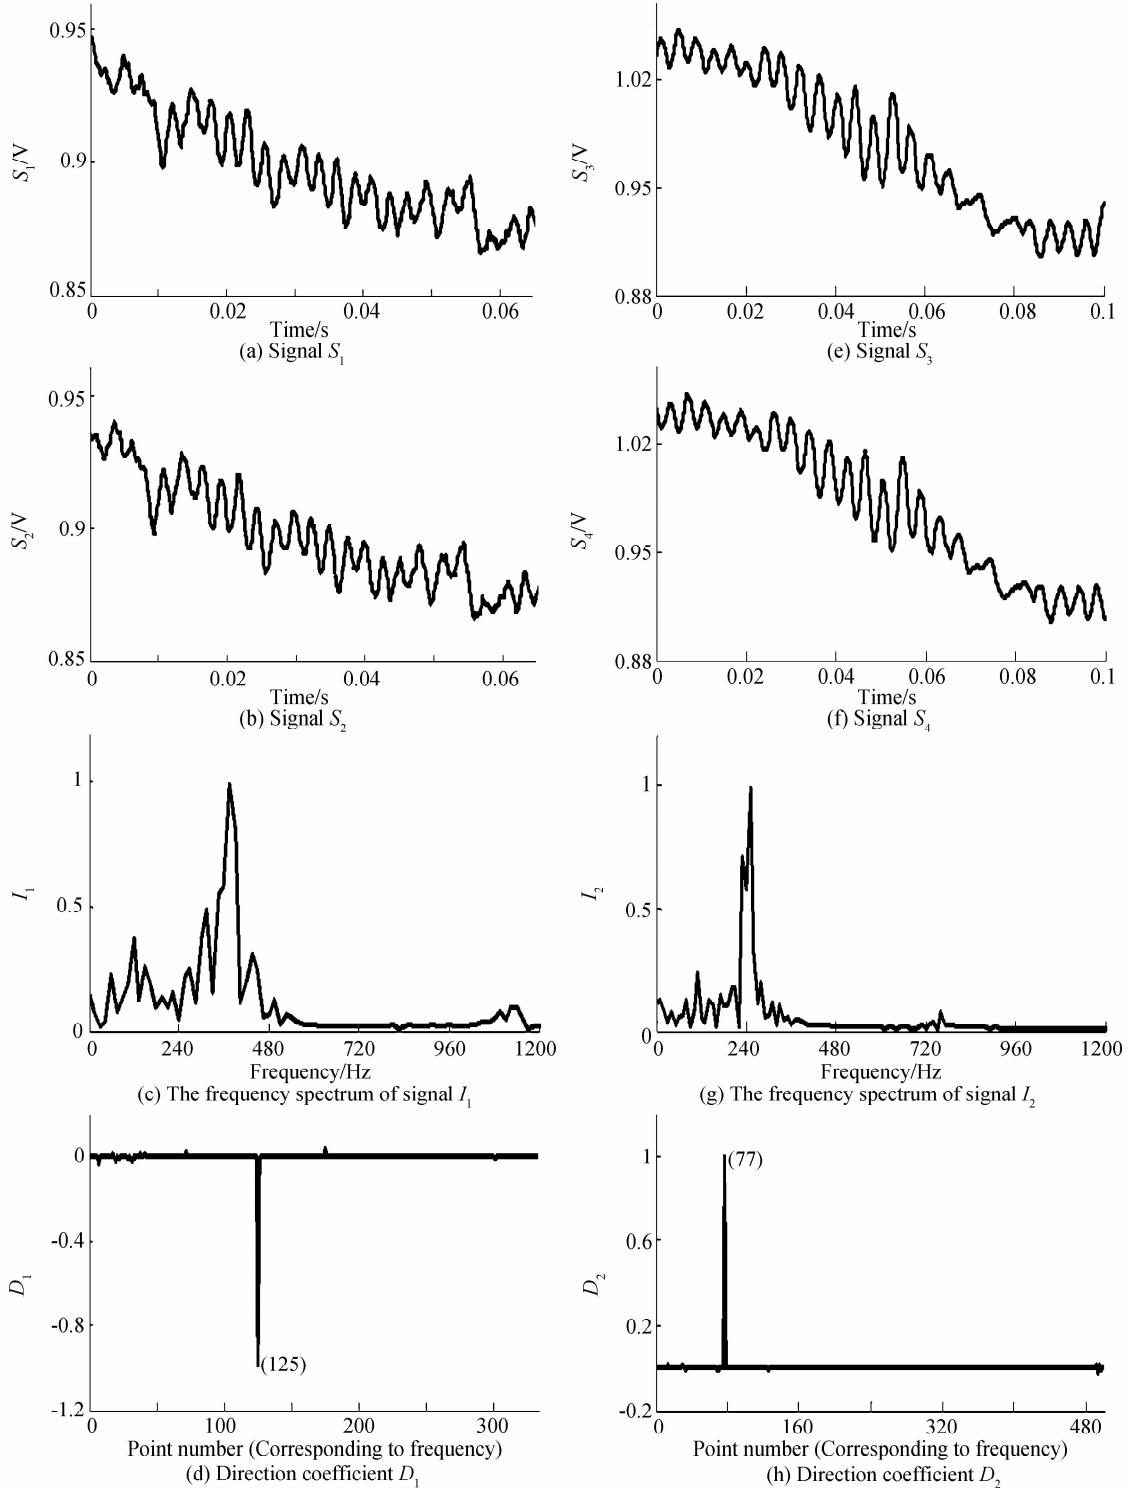 0.95
0.9
0.85
S1/V
0 0.02 0.04 0.06
Time/s
(a) Signal S1
0.95
0.9
0.85
S2/V
0 0.02 0.04 0.06
Time/s
(b) Signal S2
1
0.5
0
I1
0 240 480 720 960 1200
Frequency/Hz
(c) The frequency spectrum of signal I1
0
-0.4
-0.8
-1.2
D1
(125)
0 100 200 300
Point number (Corresponding to frequency)
(d) Direction coefficient D1
1.02
0.95
0.88
S3/V
0 0.02 0.04 0.06 0.08 0.1
Time/s
(e) Signal S3
1.02
0.95
0.88
S4/V
0 0.02 0.04 0.06 0.08 0.1
Time/s
(f) Signal S4
1
0.5
0
I2
0 240 480 720 960 1200
Frequency/Hz
(g) The frequency spectrum of signal I2
1
0.6
0.2
-0.2
D2
(77)
0 160 320 480
Point number (Corresponding to frequency)
(h) Direction coefficient D2